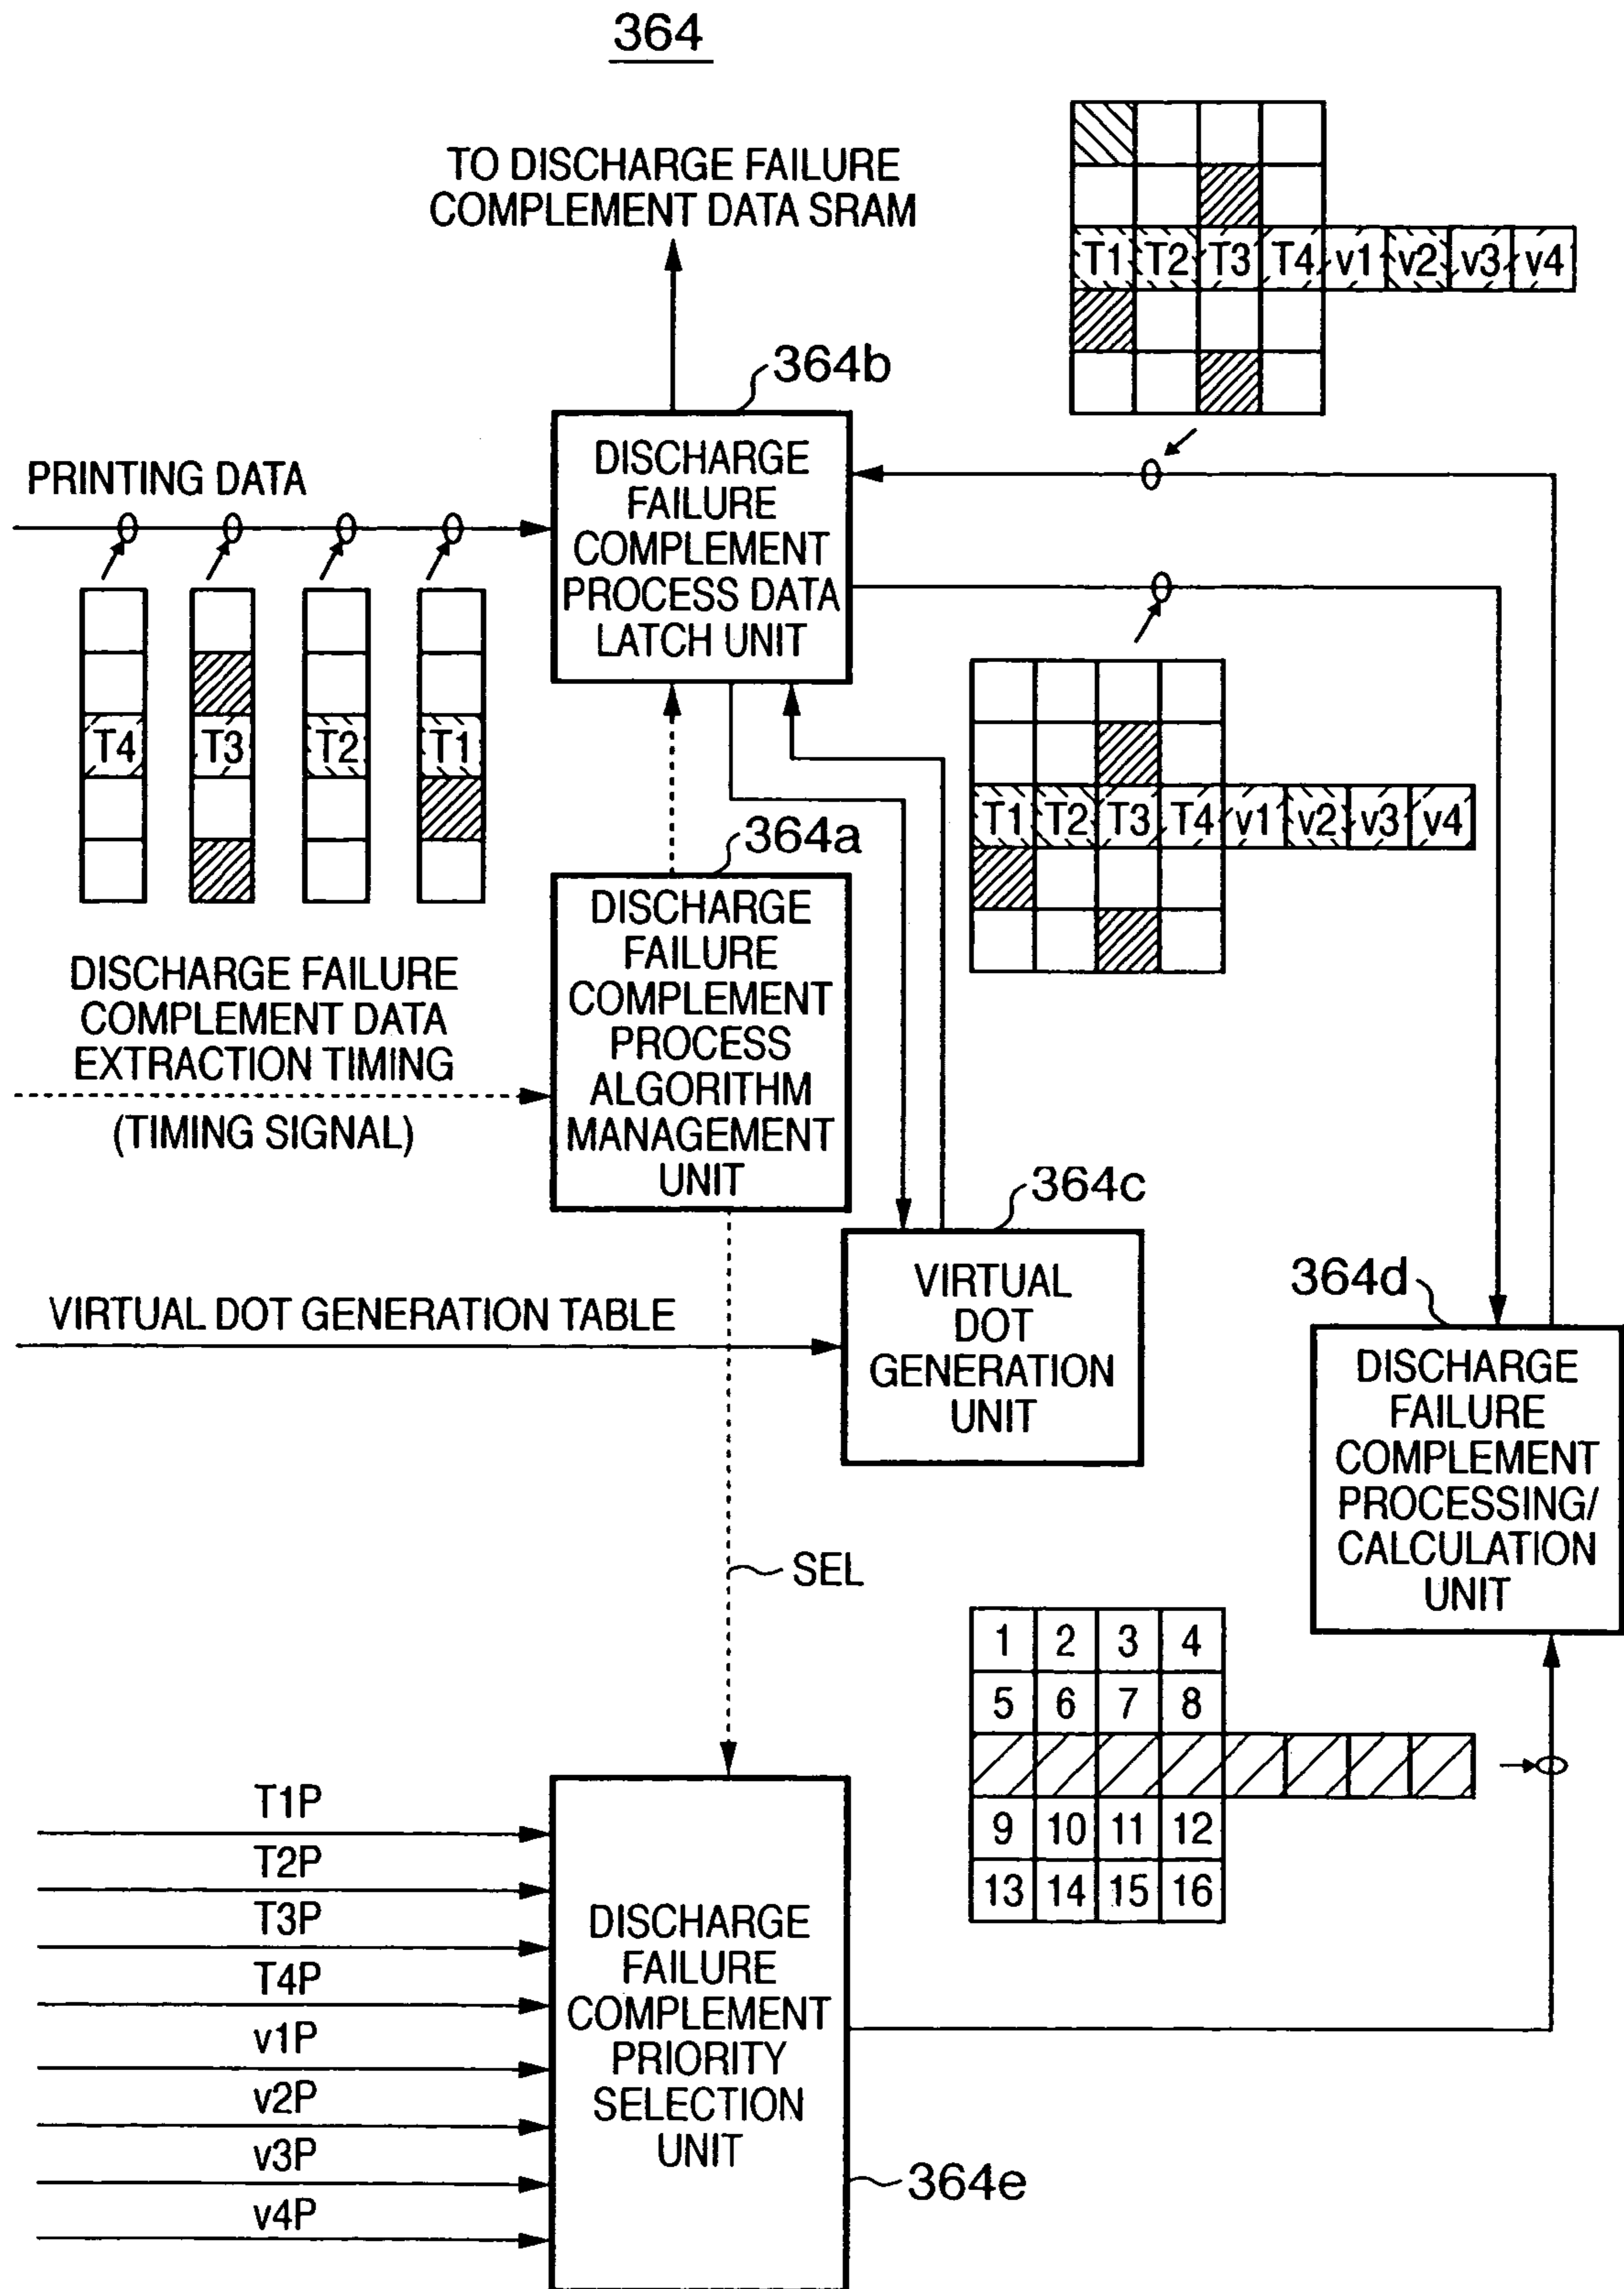 364
TO DISCHARGE FAILURE
COMPLEMENT DATA SRAM
T1 T2 T3 T4 v1 v2 v3 v4
364b
DISCHARGE
FAILURE
COMPLEMENT
PROCESS DATA
LATCH UNIT
PRINTING DATA
T4 T3 T2 T1
T1 T2 T3 T4 v1 v2 v3 v4
364a
DISCHARGE
FAILURE
COMPLEMENT
PROCESS
ALGORITHM
MANAGEMENT
UNIT
DISCHARGE FAILURE
COMPLEMENT DATA
EXTRACTION TIMING
(TIMING SIGNAL)
364c
VIRTUAL
DOT
GENERATION
UNIT
VIRTUAL DOT GENERATION TABLE
364d
DISCHARGE
FAILURE
COMPLEMENT
PROCESSING/
CALCULATION
UNIT
SEL
1 2 3 4
5 6 7 8
9 10 11 12
13 14 15 16
T1P
T2P
T3P
T4P
v1P
v2P
v3P
v4P
DISCHARGE
FAILURE
COMPLEMENT
PRIORITY
SELECTION
UNIT
364e